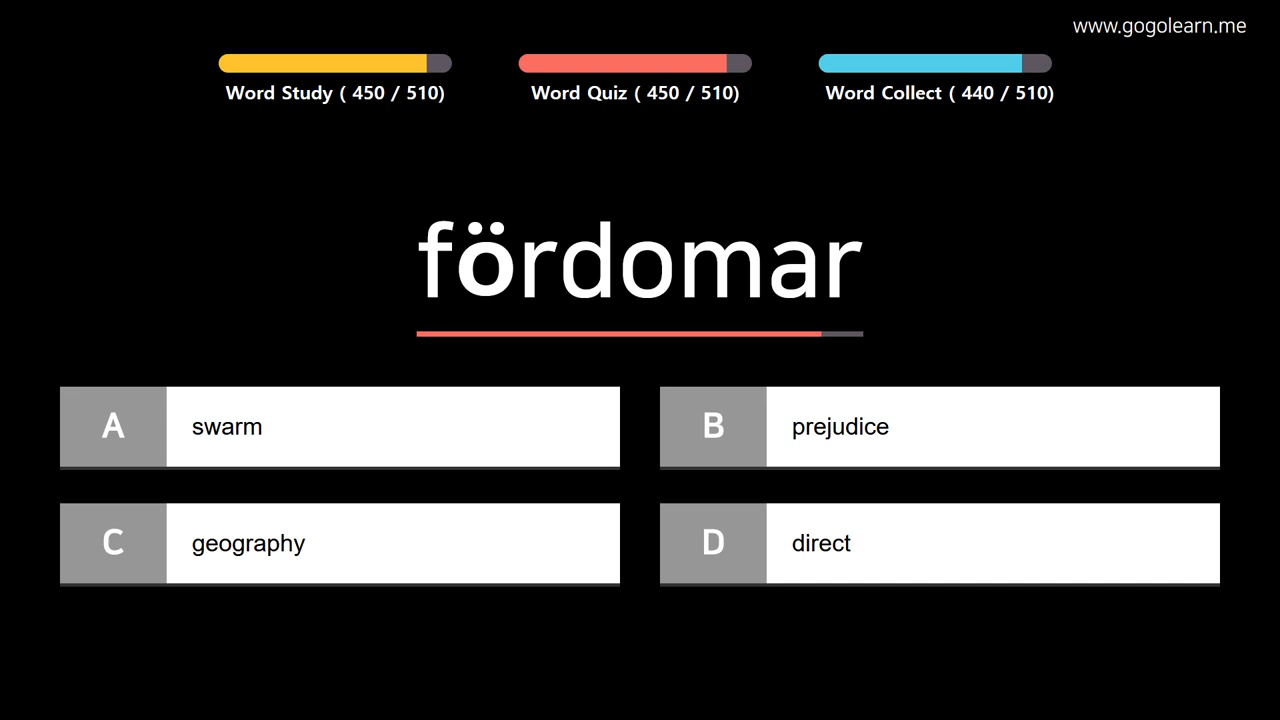 www.gogolearn.me
Word Study ( 450 / 510)
Word Quiz ( 450 / 510)
Word Collect ( 440 / 510)
fördomar
A swarm
B prejudice
C geography
D direct